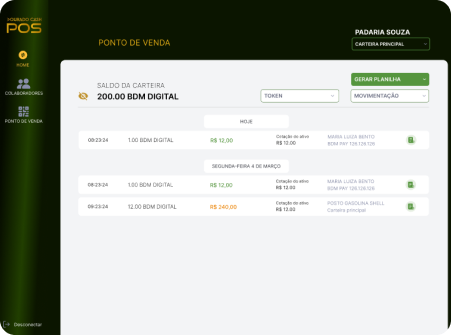 DOURADO CASH
POS
HOME
COLABORADORES
PONTO DE VENDA
Desconectar
PONTO DE VENDA
PADARIA SOUZA
CARTEIRA PRINCIPAL
GERAR PLANILHA
SALDO DA CARTEIRA
200.00 BDM DIGITAL
TOKEN
MOVIMENTAÇÃO
HOJE
09:23:24 1.00 BDM DIGITAL R$ 12,00 Cotação do ativo R$ 12.00 MARIA LUIZA BENTO BDM PAY 126.126.126
SEGUNDA-FEIRA 4 DE MARÇO
09:23:24 1.00 BDM DIGITAL R$ 12,00 Cotação do ativo R$ 12.00 MARIA LUIZA BENTO BDM PAY 126.126.126
09:23:24 12.00 BDM DIGITAL R$ 240,00 Cotação do ativo R$ 12.00 POSTO GASOLINA SHELL Carteira principal